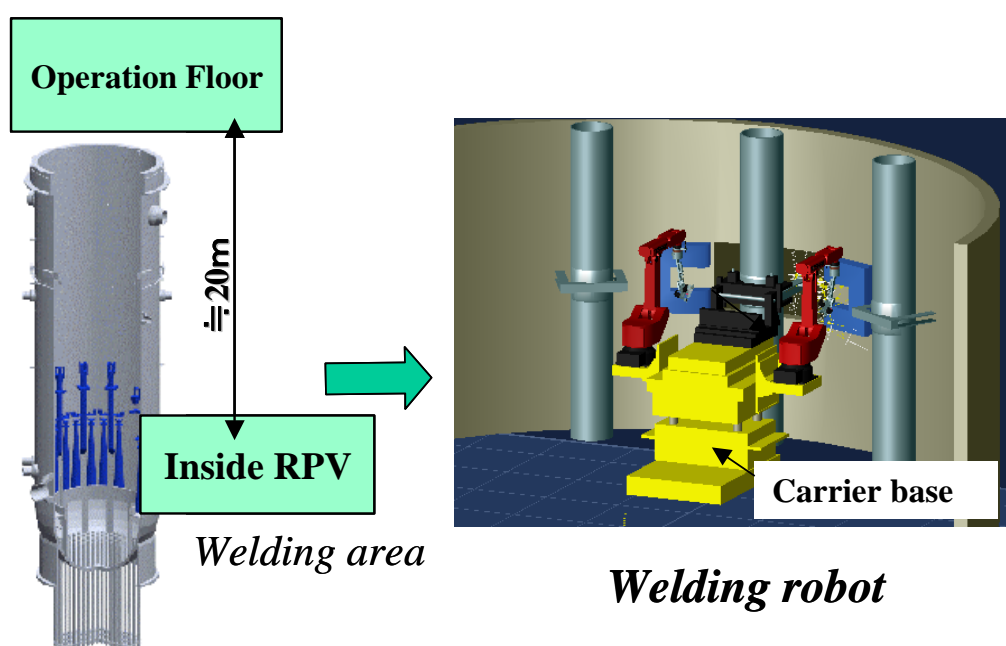 Operation Floor
≒20m
Inside RPV
Welding area
Carrier base
Welding robot